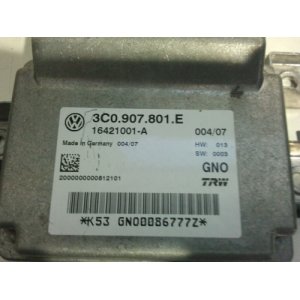 3C0.907.801.E
16421001-A 004/07
Made in Germany 004/07 HW: 013
SW: 0003
GNO
2000000000812101
TRW
*K53 GNO0086777Z*